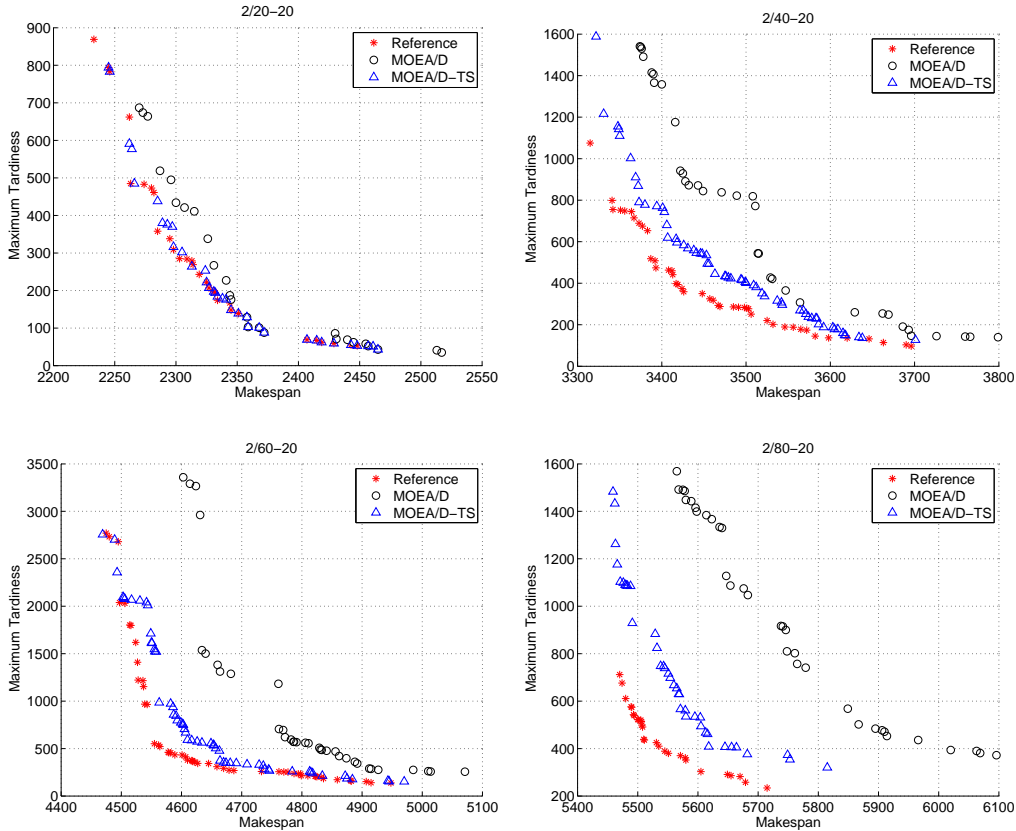 2/20−20
900
800
700
600
500
400
300
200
100
0
2200 2250 2300 2350 2400 2450 2500 2550
Maximum Tardiness
Makespan
Reference
MOEA/D
MOEA/D−TS
2/40−20
1600
1400
1200
1000
800
600
400
200
0
3300 3400 3500 3600 3700 3800
Maximum Tardiness
Makespan
Reference
MOEA/D
MOEA/D−TS
2/60−20
3500
3000
2500
2000
1500
1000
500
0
4400 4500 4600 4700 4800 4900 5000 5100
Maximum Tardiness
Makespan
Reference
MOEA/D
MOEA/D−TS
2/80−20
1600
1400
1200
1000
800
600
400
200
5400 5500 5600 5700 5800 5900 6000 6100
Maximum Tardiness
Makespan
Reference
MOEA/D
MOEA/D−TS